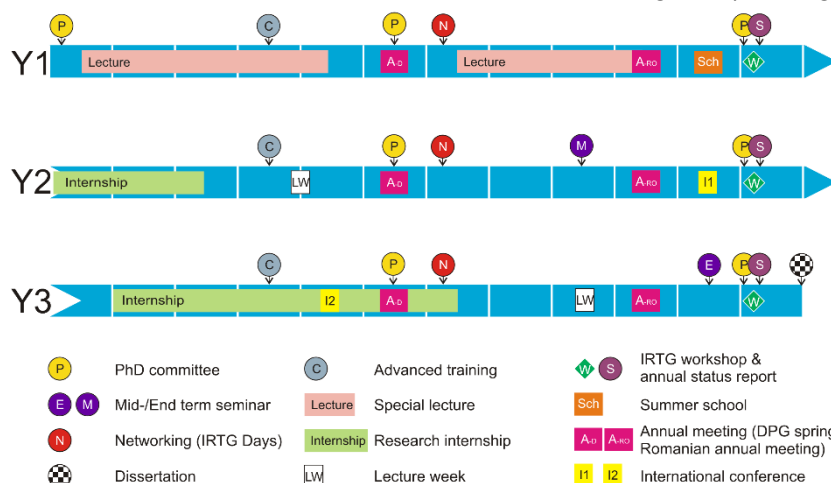 P C P N P S
Y1 Lecture A-D Lecture A-RO Sch W
C P N M P S
Y2 Internship LW A-D A-RO I1 W
C P N E P S
Y3 Internship I2 A-D LW A-RO W
P PhD committee C Advanced training W S IRTG workshop &
annual status report
E M Mid-/End term seminar Lecture Special lecture Sch Summer school
N Networking (IRTG Days) Internship Research internship A-D A-RO Annual meeting (DPG spring
Romanian annual meeting)
Dissertation LW Lecture week I1 I2 International conference